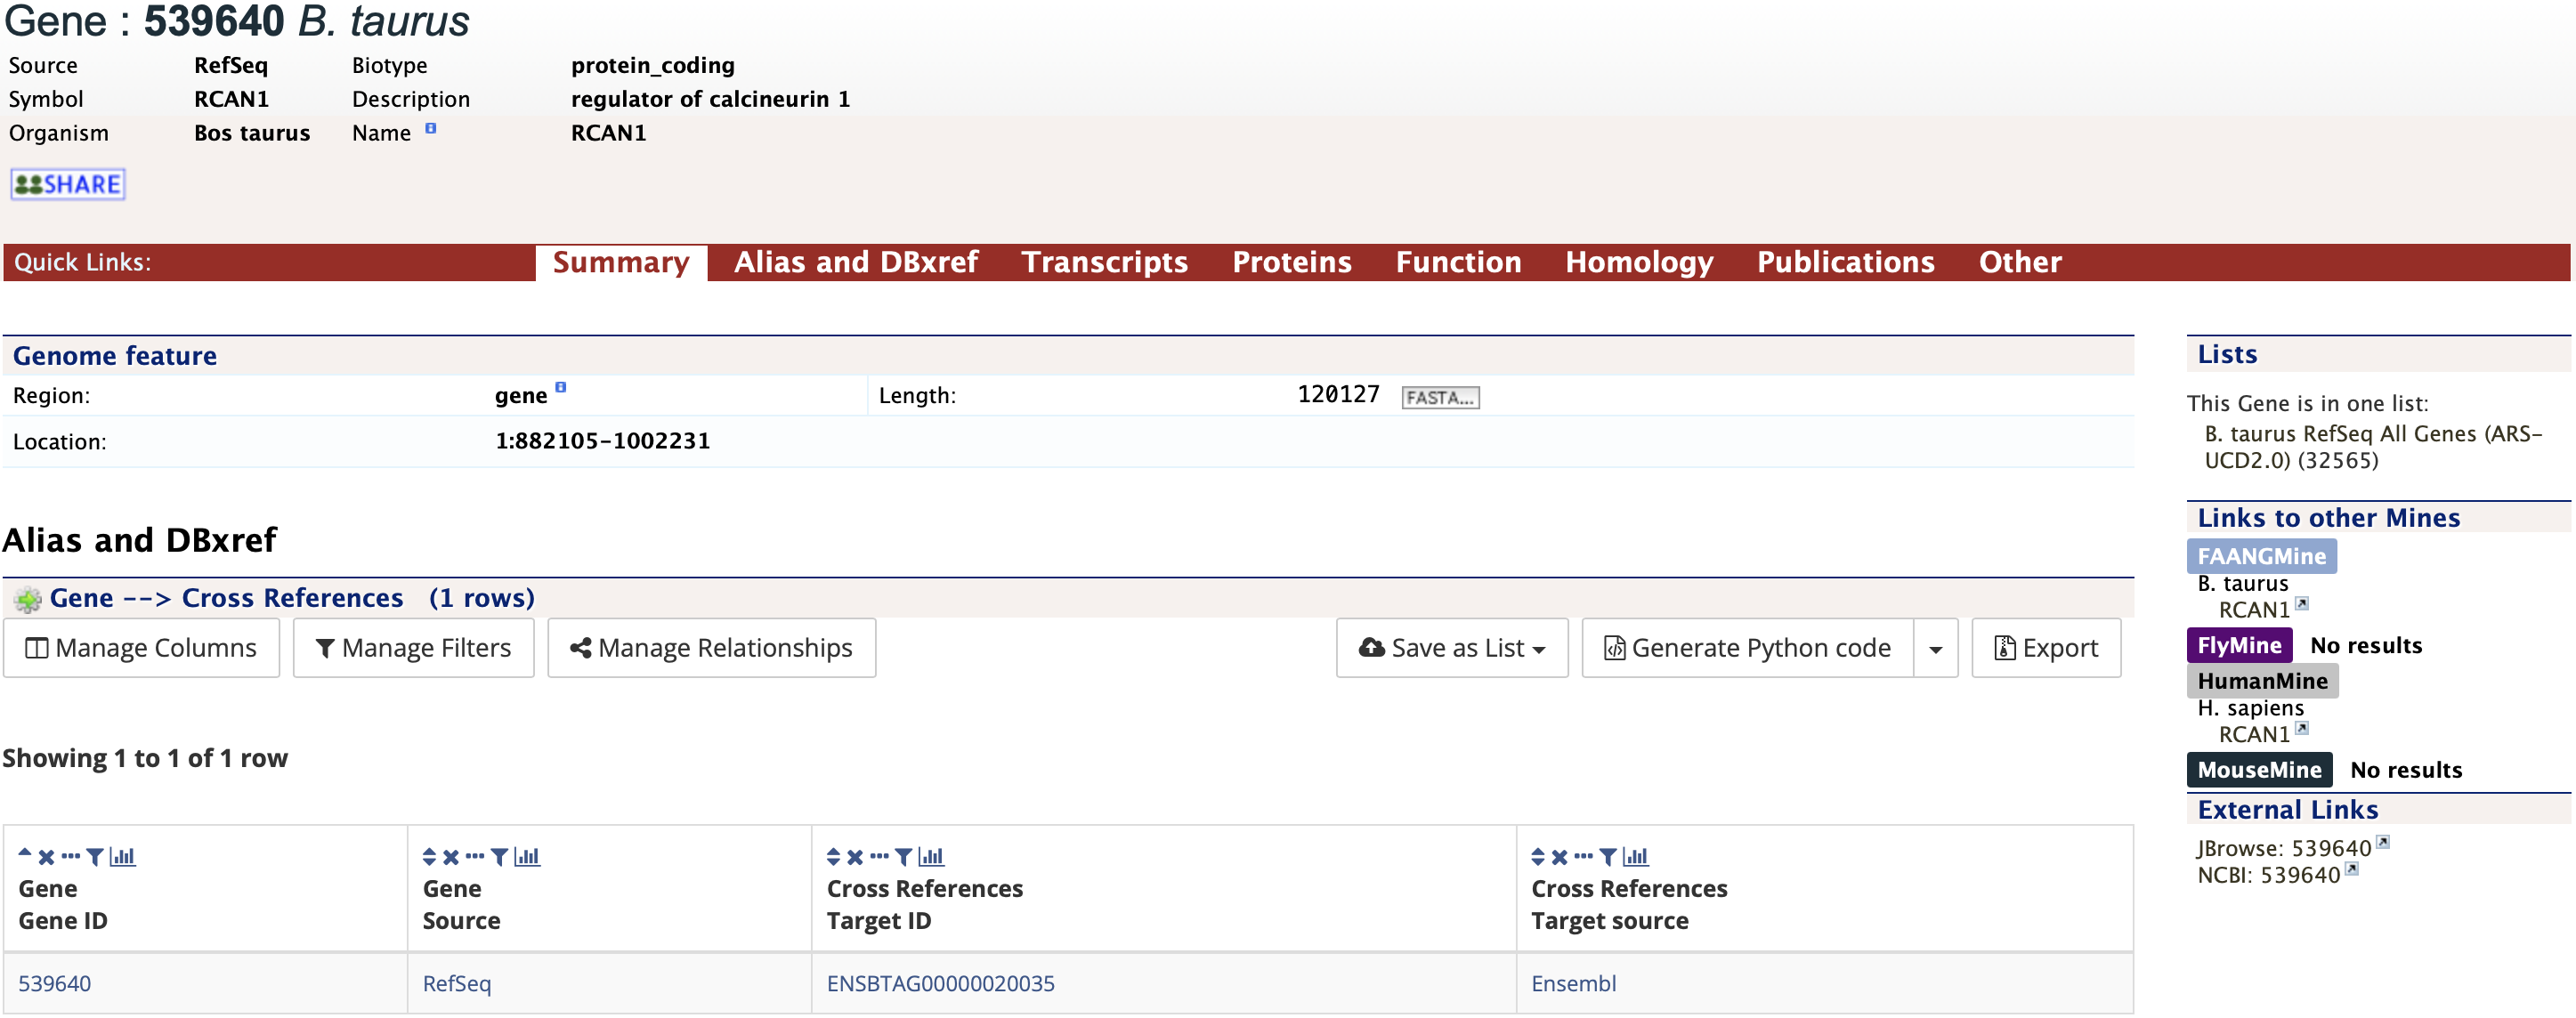 Gene : 539640 B. taurus
Source RefSeq Biotype protein_coding
Symbol RCAN1 Description regulator of calcineurin 1
Organism Bos taurus Name RCAN1
SHARE
Quick Links: Summary Alias and DBxref Transcripts Proteins Function Homology Publications Other
Genome feature
Region: gene Length: 120127 FASTA...
Location: 1:882105-1002231
Alias and DBxref
Gene --> Cross References (1 rows)
Manage Columns Manage Filters Manage Relationships Save as List Generate Python code Export
Showing 1 to 1 of 1 row
Gene Gene Cross References Cross References
Gene ID Source Target ID Target source
539640 RefSeq ENSBTAG00000020035 Ensembl
Lists
This Gene is in one list:
B. taurus RefSeq All Genes (ARS-
UCD2.0) (32565)
Links to other Mines
FAANGMine
B. taurus
RCAN1
FlyMine No results
HumanMine
H. sapiens
RCAN1
MouseMine No results
External Links
JBrowse: 539640
NCBI: 539640